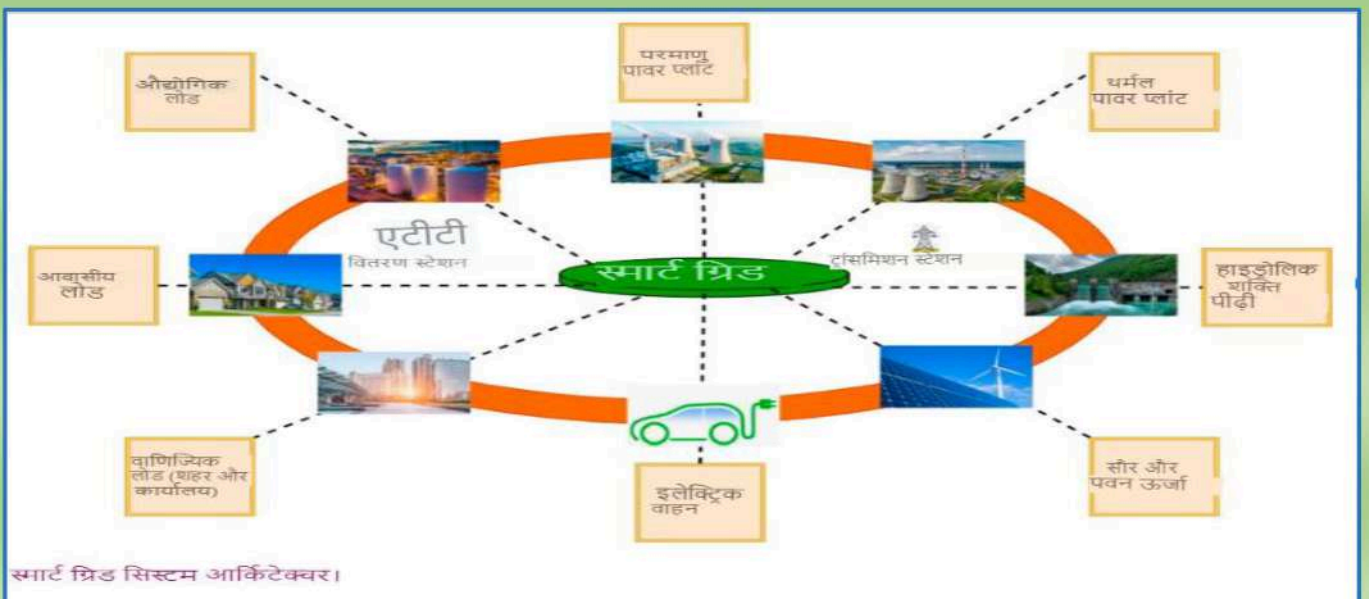 परमाणु
पावर प्लांट
औद्योगिक
लोड
थर्मल
पावर प्लांट
एटीटी
वितरण स्टेशन
स्मार्ट ग्रिड
ट्रांसमिशन स्टेशन
आवासीय
लोड
हाइड्रोलिक
शक्ति
पीढ़ी
वाणिज्यिक
लोड (शहर और
कार्यालय)
इलेक्ट्रिक
वाहन
सौर और
पवन ऊर्जा
स्मार्ट ग्रिड सिस्टम आर्किटेक्चर।